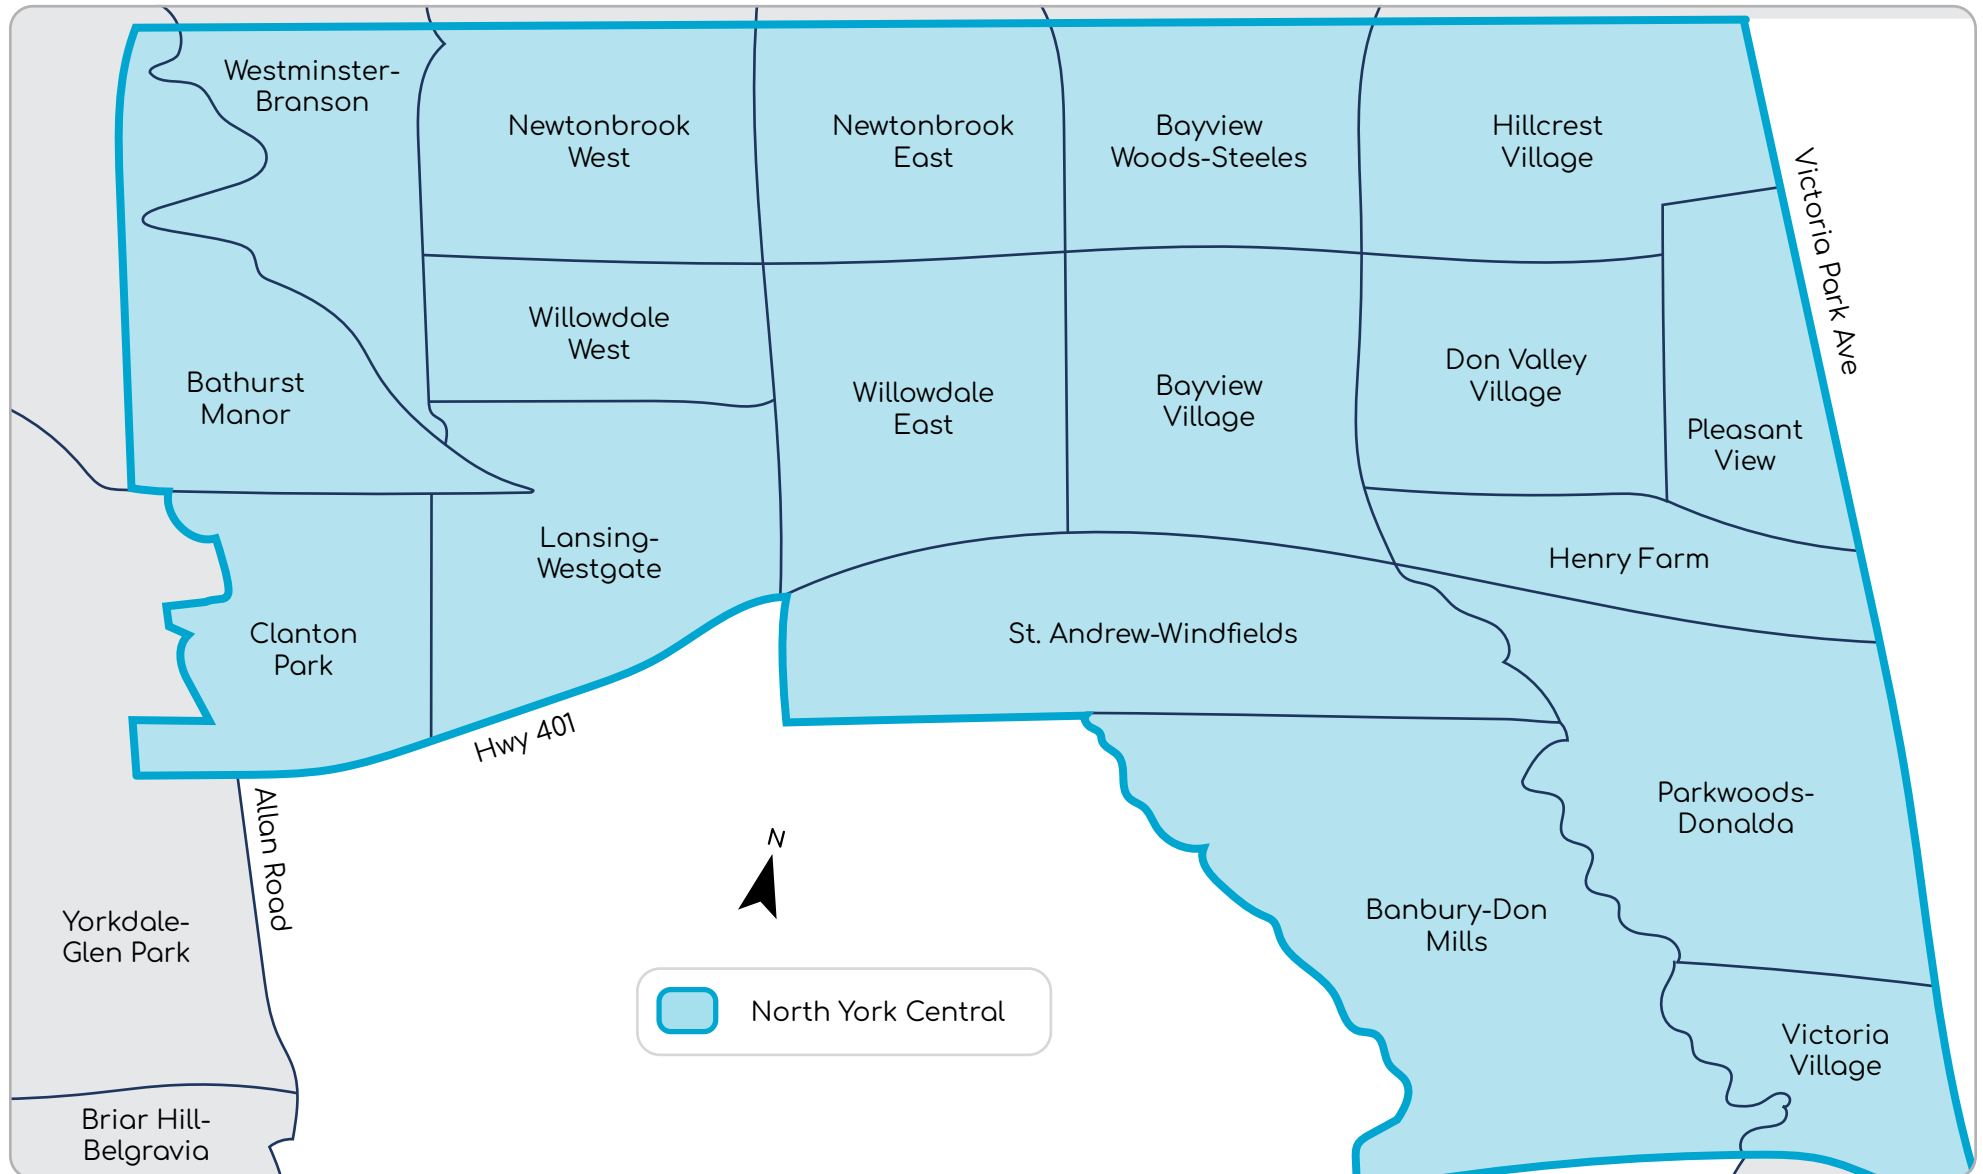 Westminster-
Branson
Newtonbrook
West
Newtonbrook
East
Bayview
Woods-Steeles
Hillcrest
Village
Victoria Park Ave
Willowdale
West
Bathurst
Manor
Willowdale
East
Bayview
Village
Don Valley
Village
Pleasant
View
Lansing-
Westgate
Henry Farm
Clanton
Park
St. Andrew-Windfields
Hwy 401
Allan Road
Parkwoods-
Donalda
N
Yorkdale-
Glen Park
Banbury-Don
Mills
North York Central
Victoria
Village
Briar Hill-
Belgravia